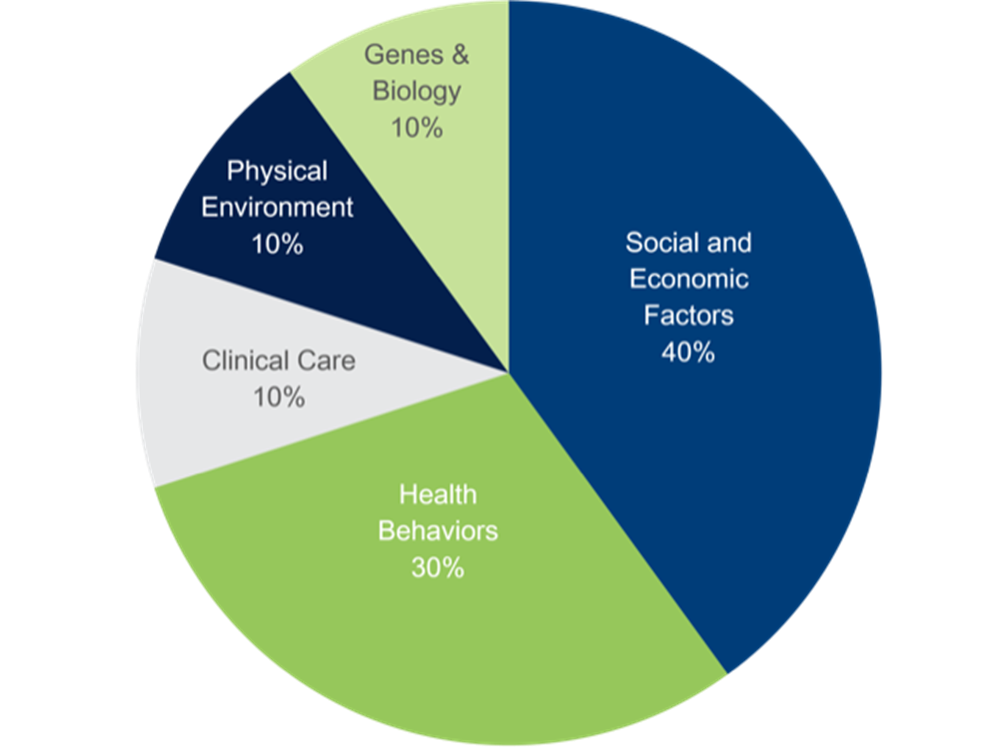 Genes &
Biology
10%
Physical
Environment
10%
Social and
Economic
Factors
40%
Clinical Care
10%
Health
Behaviors
30%